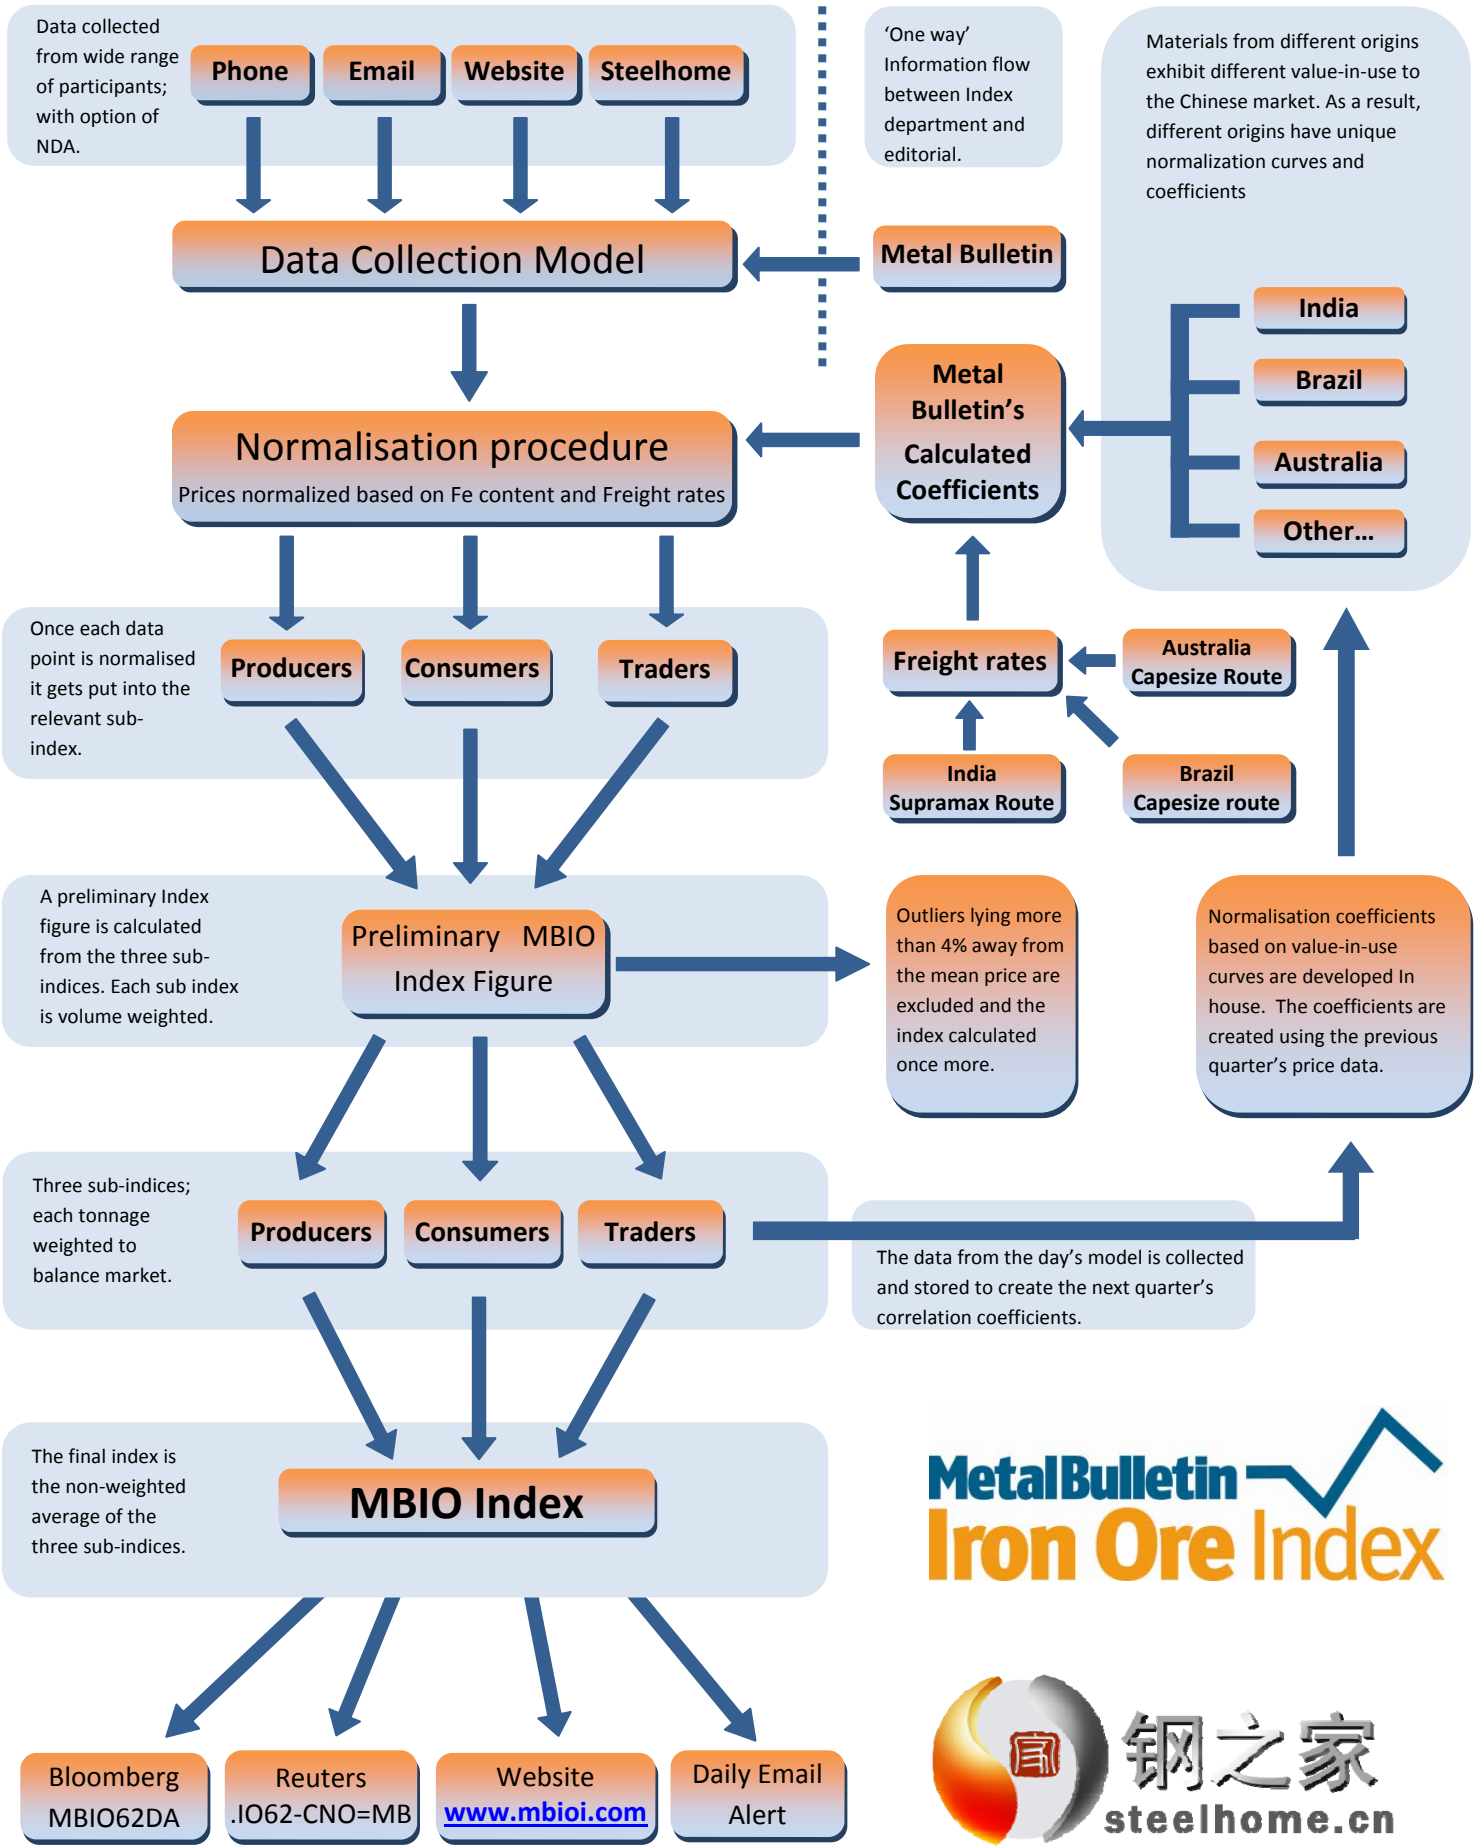 Data collected
from wide range
of participants;
with option of
NDA.
Phone
Email
Website
Steelhome
‘One way’
Information flow
between Index
department and
editorial.
Materials from different origins
exhibit different value-in-use to
the Chinese market. As a result,
different origins have unique
normalization curves and
coefficients
Data Collection Model
Metal Bulletin
India
Brazil
Australia
Other...
Metal
Bulletin’s
Calculated
Coefficients
Normalisation procedure
Prices normalized based on Fe content and Freight rates
Once each data
point is normalised
it gets put into the
relevant sub-
index.
Producers
Consumers
Traders
Freight rates
Australia
Capesize Route
India
Supramax Route
Brazil
Capesize route
A preliminary Index
figure is calculated
from the three sub-
indices. Each sub index
is volume weighted.
Preliminary MBIO
Index Figure
Outliers lying more
than 4% away from
the mean price are
excluded and the
index calculated
once more.
Normalisation coefficients
based on value-in-use
curves are developed In
house. The coefficients are
created using the previous
quarter’s price data.
Three sub-indices;
each tonnage
weighted to
balance market.
Producers
Consumers
Traders
The data from the day’s model is collected
and stored to create the next quarter’s
correlation coefficients.
The final index is
the non-weighted
average of the
three sub-indices.
MBIO Index
MetalBulletin
Iron Ore Index
Bloomberg
MBIO62DA
Reuters
.IO62-CNO=MB
Website
www.mbioi.com
Daily Email
Alert
家
钢之家
steelhome.cn